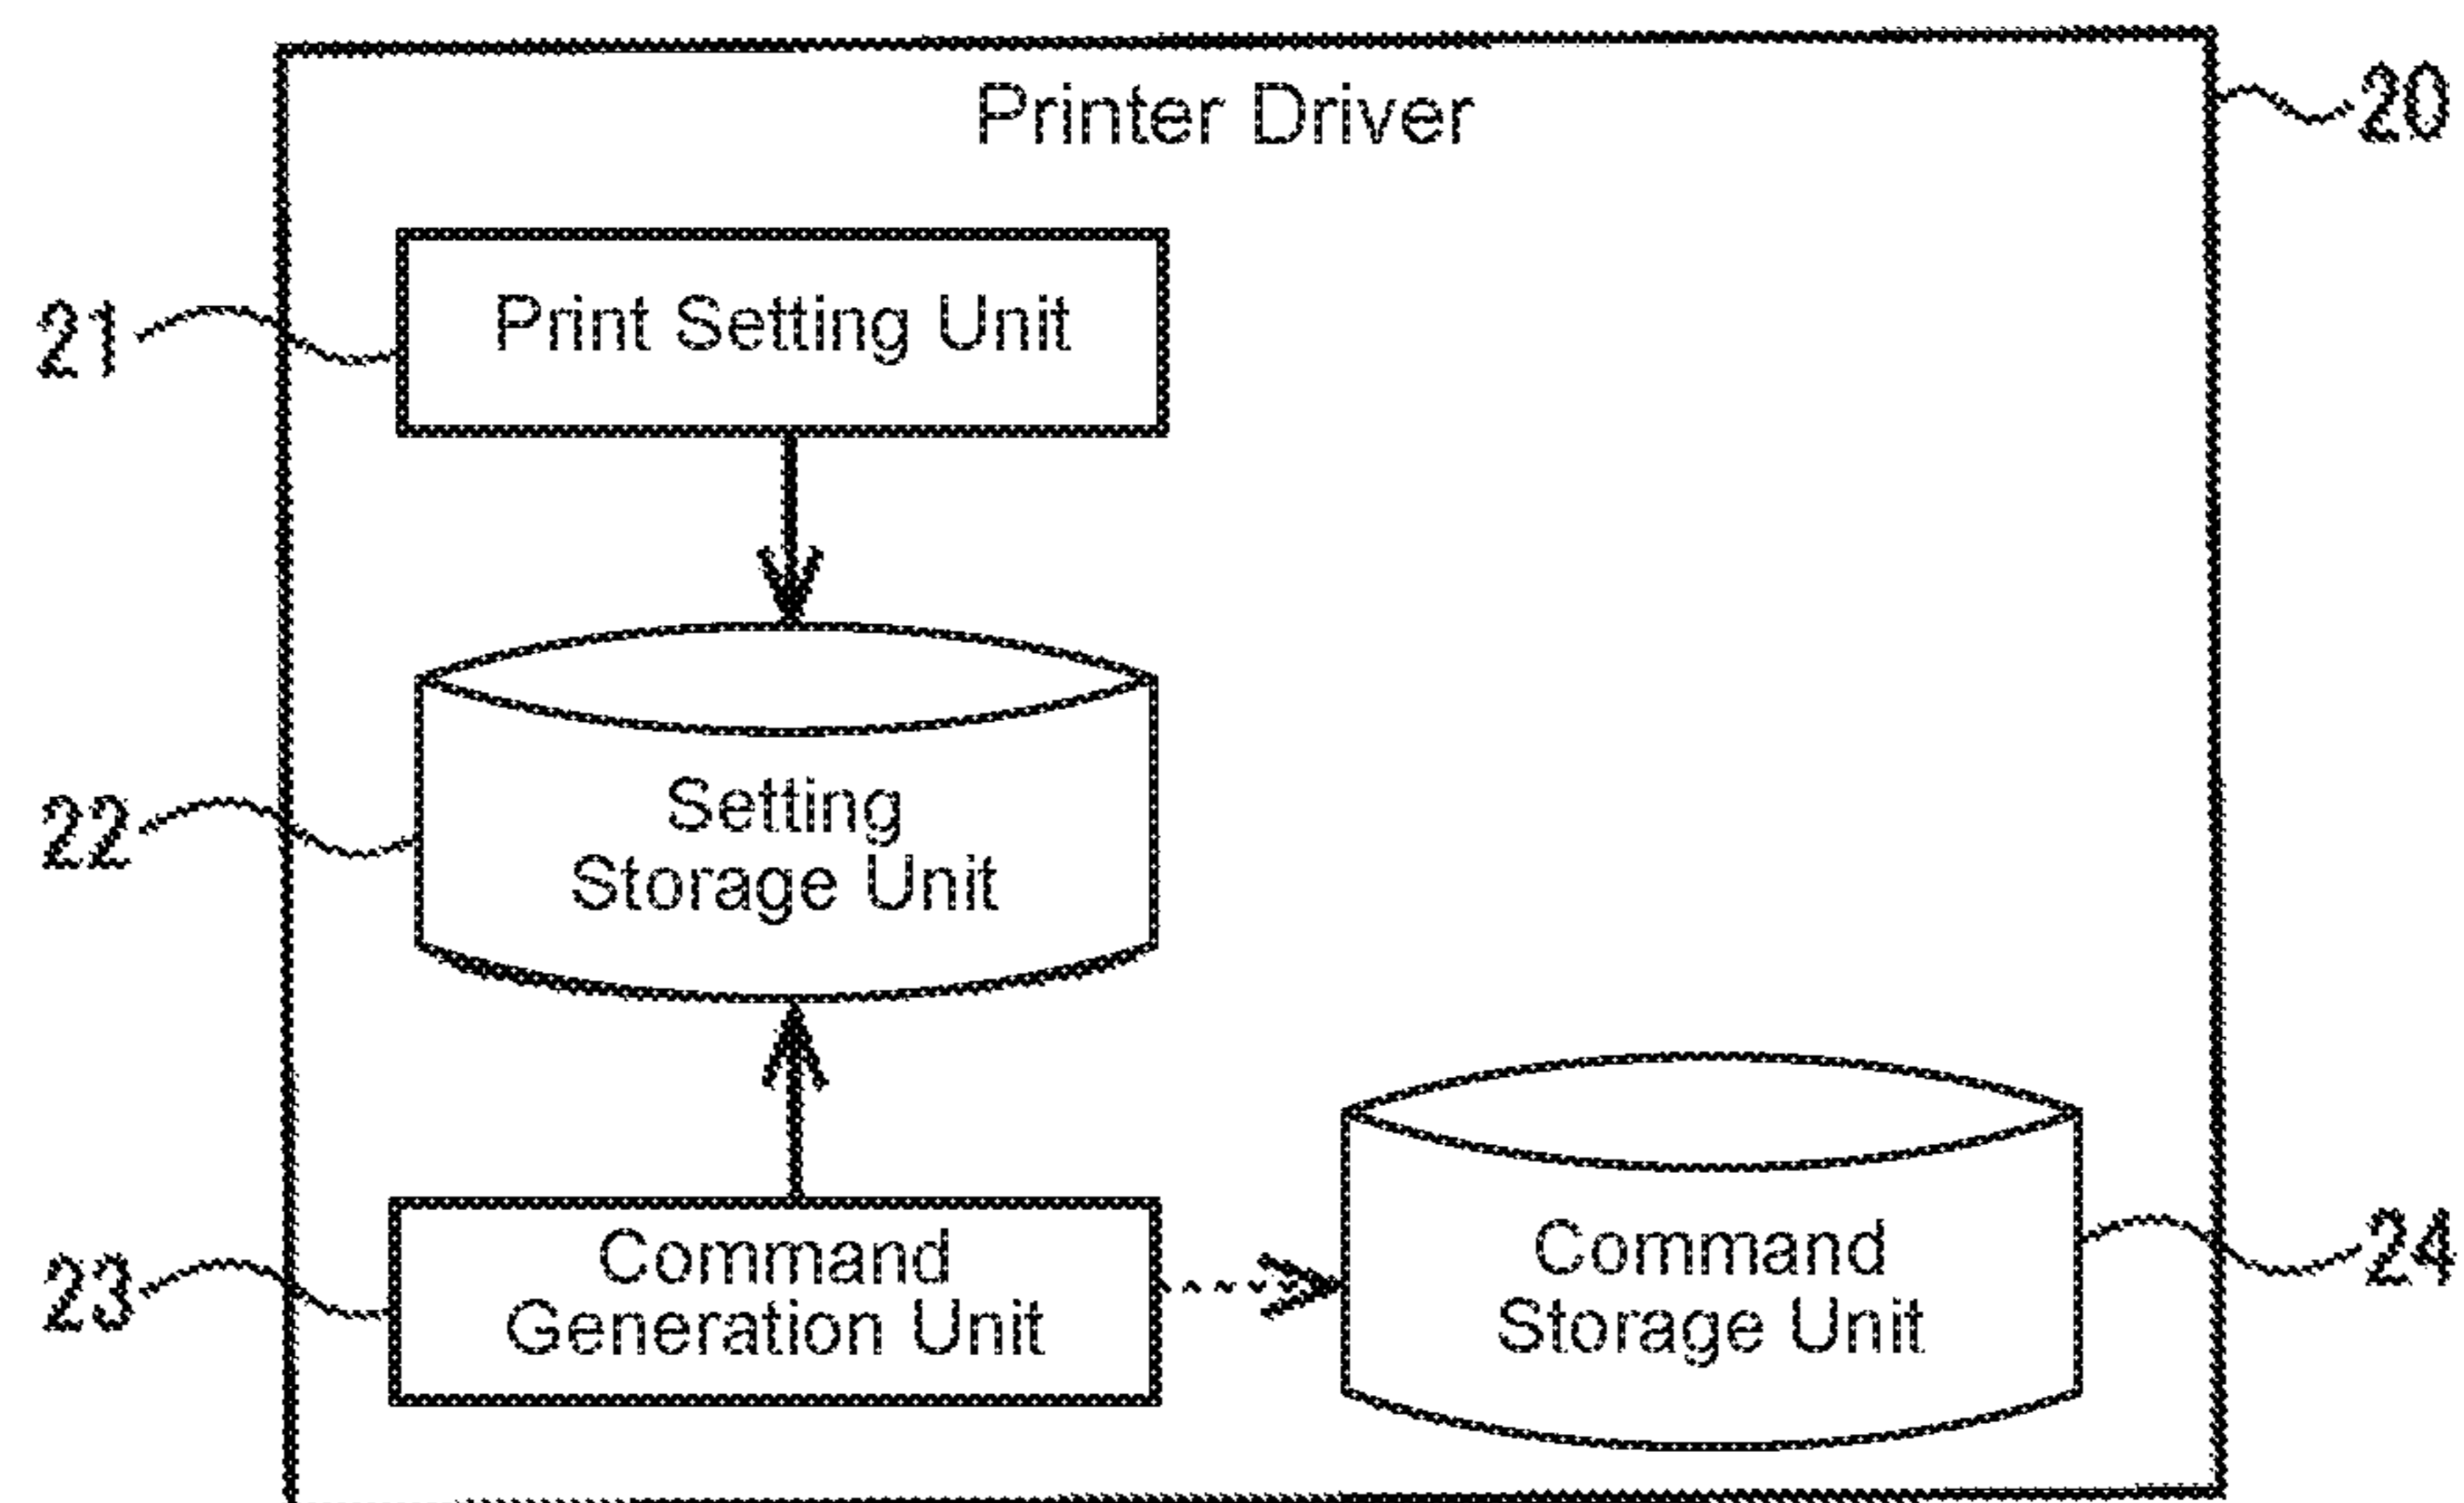 Printer Driver
20
21
Print Setting Unit
22
Setting
Storage Unit
23
Command
Generation Unit
Command
Storage Unit
24